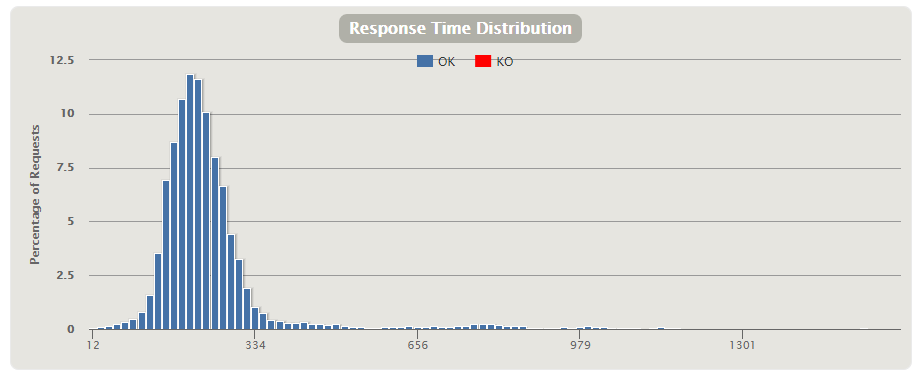 Response Time Distribution
OK KO
12.5
10
7.5
5
2.5
0
Percentage of Requests
12 334 656 979 1301